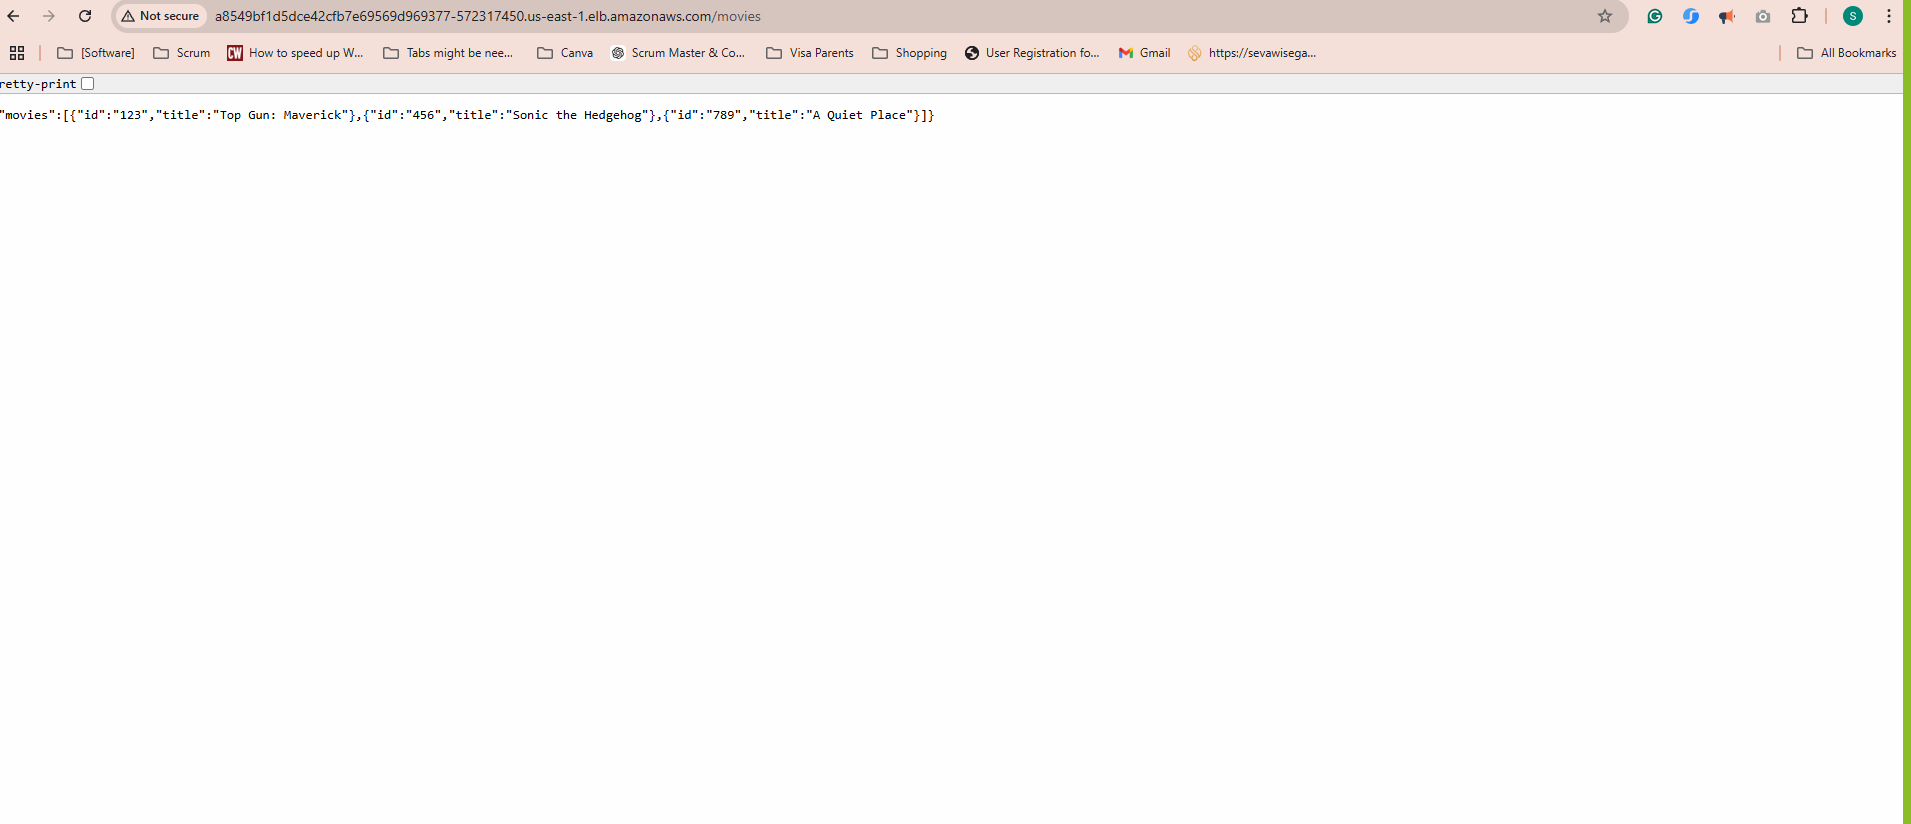 Not secure a8549bf1d5dce42cfb7e69569d969377-572317450.us-east-1.elb.amazonaws.com/movies S
[Software] Scrum CW How to speed up W... Tabs might be nee... Canva Scrum Master & Co... Visa Parents Shopping User Registration fo... Gmail https://sevawisega... All Bookmarks
retty-print
"movies":[{"id":"123","title":"Top Gun: Maverick"},{"id":"456","title":"Sonic the Hedgehog"},{"id":"789","title":"A Quiet Place"}]}